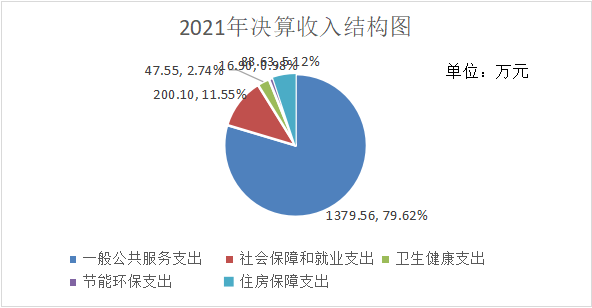 2021年决算收入结构图
单位：万元
88.63, 5.12%
16.90, 0.98%
47.55, 2.74%
200.10, 11.55%
1379.56, 79.62%
一般公共服务支出 社会保障和就业支出 卫生健康支出
节能环保支出 住房保障支出